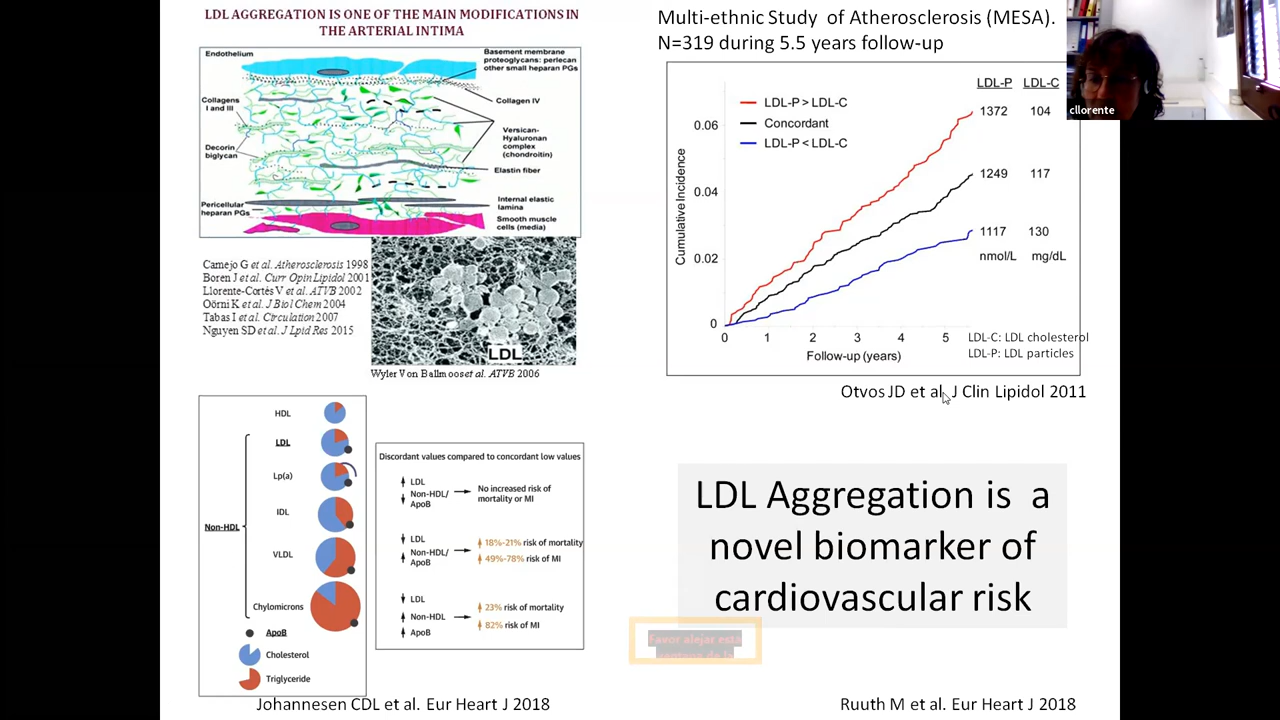 LDL AGGREGATION IS ONE OF THE MAIN MODIFICATIONS IN
THE ARTERIAL INTIMA
Endothelium
Basement membrane
proteoglycans: perlecan
other small heparan PGs
Collagens
I and III
Collagen IV
Versican-
Hyaluronan
complex
(chondroitin)
Decorin
biglycan
Elastin fiber
Pericellular
heparan PGs
Internal elastic
lamina
Smooth muscle
cells (media)
Camejo G et al. Atherosclerosis 1998
Boren J et al. Curr Opin Lipidol 2001
Llorente-Cortés V et al. ATVB 2002
Oörni K et al. J Biol Chem 2004
Tabas I et al. Circulation 2007
Nguyen SD et al. J Lpid Res 2015
LDL
Wyler Von Ballmoos et al. ATVB 2006
Multi-ethnic Study of Atherosclerosis (MESA).
N=319 during 5.5 years follow-up
LDL-P LDL-C
LDL-P > LDL-C
Concordant
LDL-P < LDL-C
1372 104
1249 117
1117 130
nmol/L mg/dL
Cumulative Incidence
0.06
0.04
0.02
0
0 1 2 3 4 5
Follow-up (years)
LDL-C: LDL cholesterol
LDL-P: LDL particles
Otvos JD et al. J Clin Lipidol 2011
cllorente
HDL
LDL
Lp(a)
IDL
Non-HDL
VLDL
Chylomicrons
ApoB
Cholesterol
Triglyceride
Discordant values compared to concordant low values
LDL
Non-HDL/
ApoB
No increased risk of
mortality or MI
LDL
Non-HDL/
ApoB
18%-21% risk of mortality
49%-78% risk of MI
LDL
Non-HDL
ApoB
23% risk of mortality
82% risk of MI
Johannesen CDL et al. Eur Heart J 2018
LDL Aggregation is a
novel biomarker of
cardiovascular risk
Favor alejar esta
ventana de la
Ruuth M et al. Eur Heart J 2018